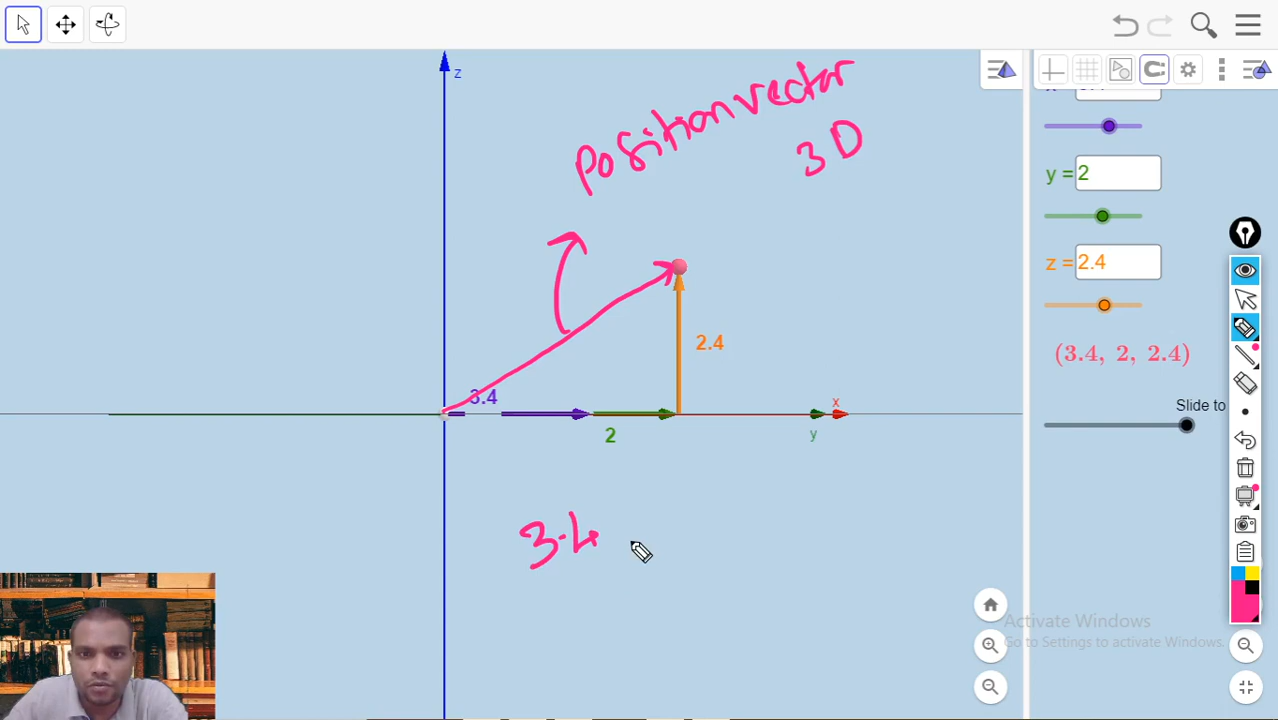 z
position vector
3D
y = 2
z = 2.4
2.4
(3.4, 2, 2.4)
3.4
x
Slide to
2
y
3.4
Activate Windows
Go to Settings to activate Windows.